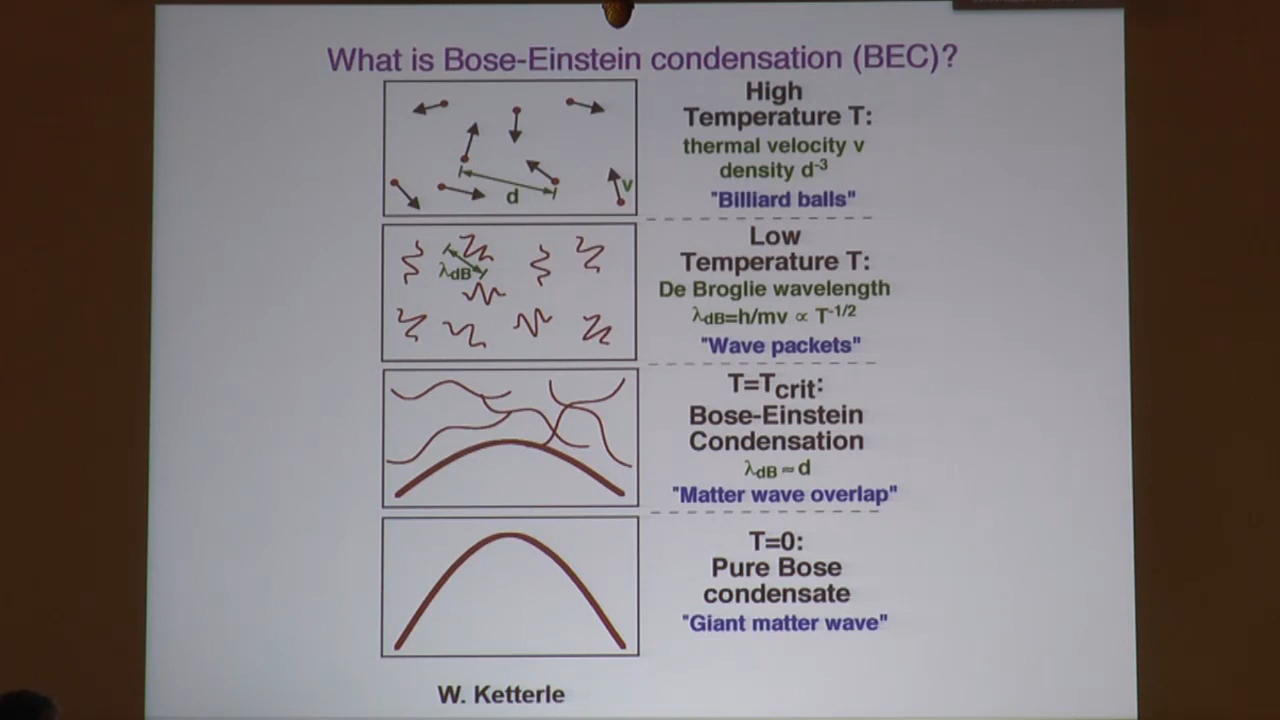 What is Bose-Einstein condensation (BEC)?
High
Temperature T:
thermal velocity v
density d⁻³
"Billiard balls"
d
v
Low
Temperature T:
De Broglie wavelength
λdB=h/mv ∝ T⁻¹/²
"Wave packets"
λdB
T=Tcrit:
Bose-Einstein
Condensation
λdB ≈ d
"Matter wave overlap"
T=0:
Pure Bose
condensate
"Giant matter wave"
W. Ketterle